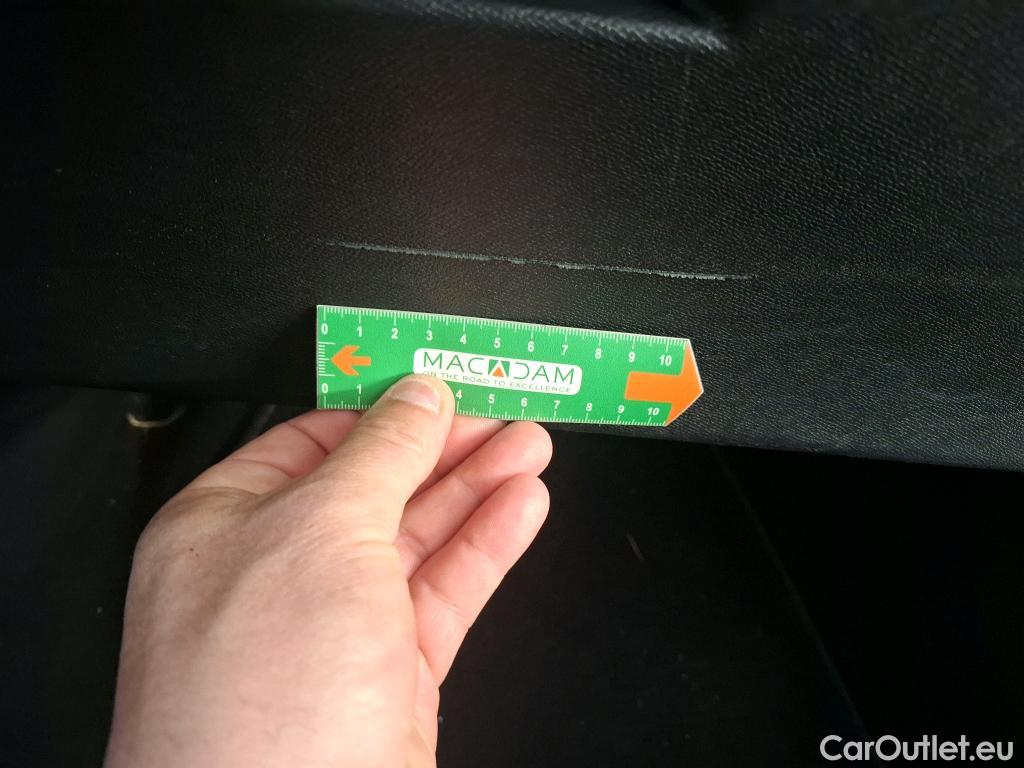 0 1 2 3 4 5 6 7 8 9 10
MACADAM
ON THE ROAD TO EXCELLENCE
0 1 4 5 6 7 8 9 10
CarOutlet.eu